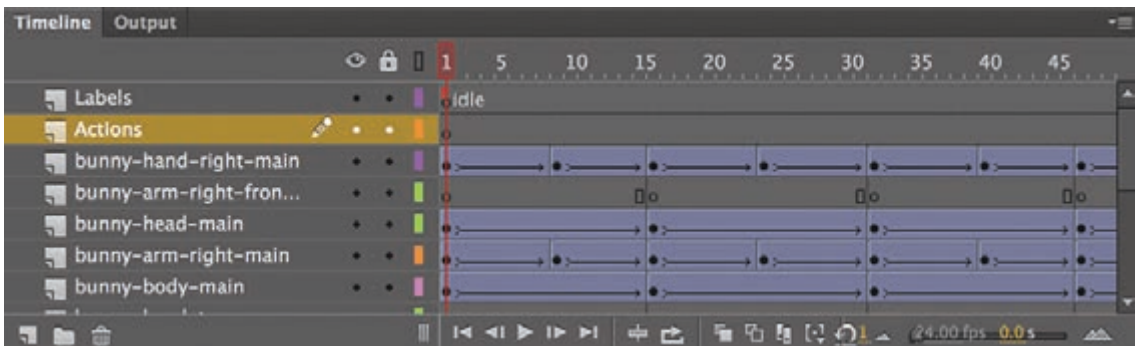 Timeline Output
1 5 10 15 20 25 30 35 40 45
Labels idle
Actions
bunny-hand-right-main
bunny-arm-right-fron...
bunny-head-main
bunny-arm-right-main
bunny-body-main
1 24.00 fps 0.0 s